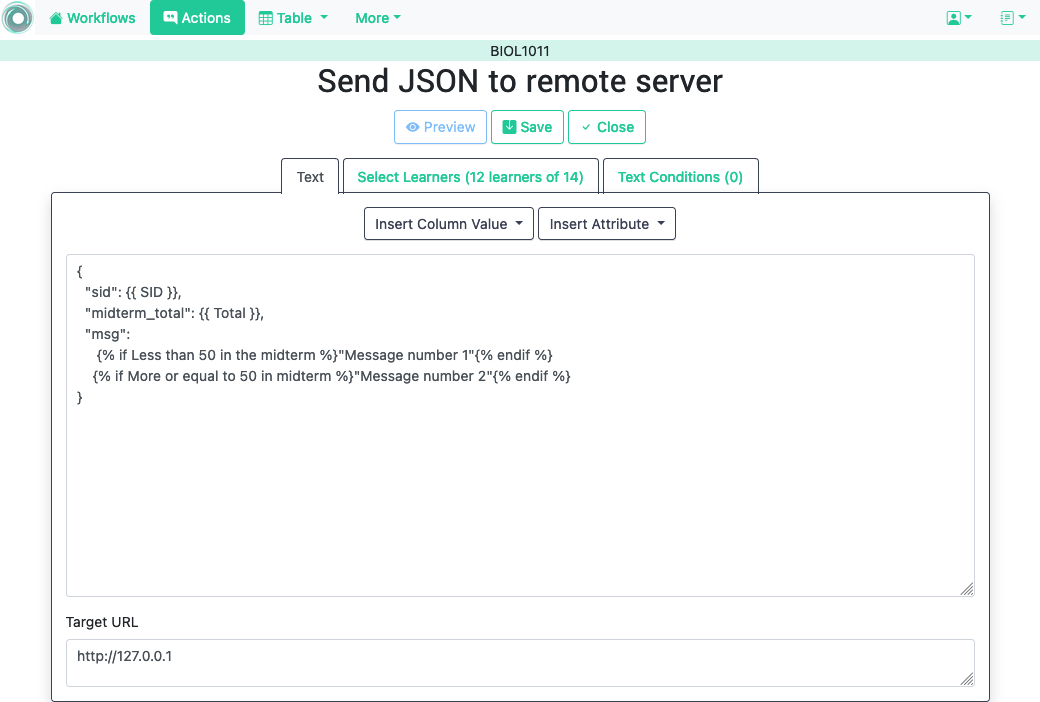 Workflows Actions Table More
BIOL1011
Send JSON to remote server
Preview Save Close
Text Select Learners (12 learners of 14) Text Conditions (0)
Insert Column Value Insert Attribute
{
"sid": {{ SID }},
"midterm_total": {{ Total }},
"msg":
{% if Less than 50 in the midterm %}"Message number 1"{% endif %}
{% if More or equal to 50 in midterm %}"Message number 2"{% endif %}
}
Target URL
http://127.0.0.1